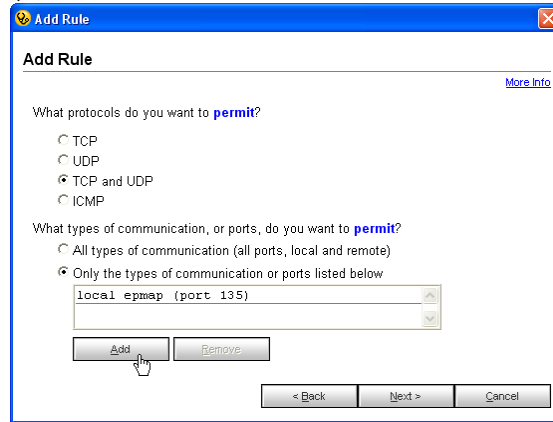 Add Rule
Add Rule
More Info
What protocols do you want to permit?
TCP
UDP
TCP and UDP
ICMP
What types of communication, or ports, do you want to permit?
All types of communication (all ports, local and remote)
Only the types of communication or ports listed below
local epmap (port 135)
Add
Remove
< Back
Next >
Cancel